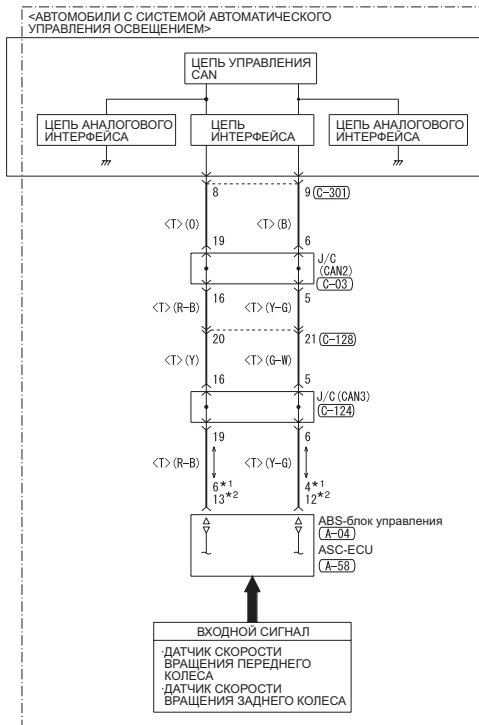 <АВТОМОБИЛИ С СИСТЕМОЙ АВТОМАТИЧЕСКОГО
УПРАВЛЕНИЯ ОСВЕЩЕНИЕМ>
ЦЕПЬ УПРАВЛЕНИЯ
CAN
ЦЕПЬ АНАЛОГОВОГО
ИНТЕРФЕЙСА
ЦЕПЬ
ИНТЕРФЕЙСА
ЦЕПЬ АНАЛОГОВОГО
ИНТЕРФЕЙСА
8 9 C-301
<T>(O) <T>(B)
19 6
J/C
(CAN2)
C-03
16 5
<T>(R-B) <T>(Y-G)
20 21 C-128
<T>(Y) <T>(G-W)
16 5
J/C(CAN3)
C-124
19 6
<T>(R-B) <T>(Y-G)
6*1 4*1
13*2 12*2
ABS-блок управления
A-04
ASC-ECU
A-58
ВХОДНОЙ СИГНАЛ
·ДАТЧИК СКОРОСТИ
ВРАЩЕНИЯ ПЕРЕДНЕГО
КОЛЕСА
·ДАТЧИК СКОРОСТИ
ВРАЩЕНИЯ ЗАДНЕГО КОЛЕСА